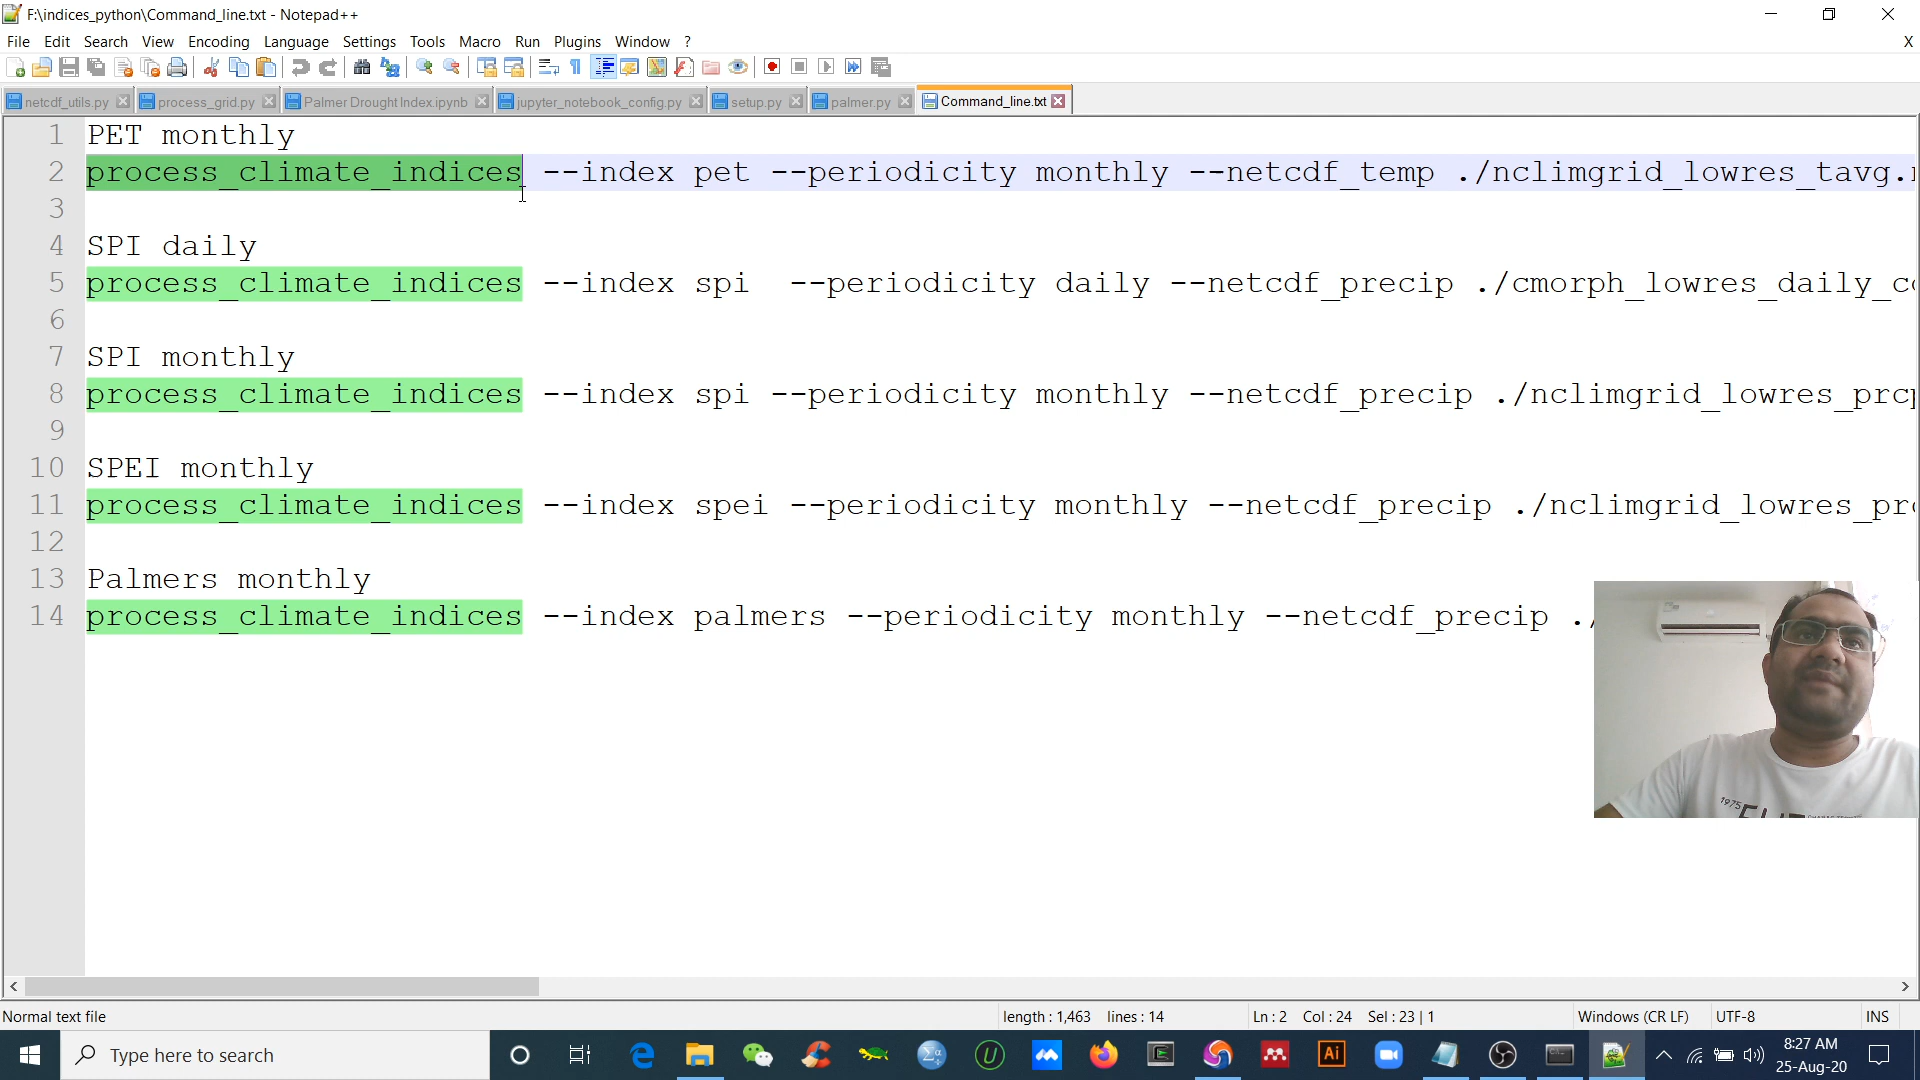 F:\indices_python\Command_line.txt - Notepad++
File Edit Search View Encoding Language Settings Tools Macro Run Plugins Window ? X
netcdf_utils.py process_grid.py Palmer Drought Index.ipynb jupyter_notebook_config.py setup.py palmer.py Command_line.txt
1 PET monthly
2 process_climate_indices --index pet --periodicity monthly --netcdf_temp ./nclimgrid_lowres_tavg.
3
4 SPI daily
5 process_climate_indices --index spi  --periodicity daily --netcdf_precip ./cmorph_lowres_daily_c
6
7 SPI monthly
8 process_climate_indices --index spi --periodicity monthly --netcdf_precip ./nclimgrid_lowres_prcp
9
10 SPEI monthly
11 process_climate_indices --index spei --periodicity monthly --netcdf_precip ./nclimgrid_lowres_pr
12
13 Palmers monthly
14 process_climate_indices --index palmers --periodicity monthly --netcdf_precip ./
1975
Normal text file length : 1,463 lines : 14 Ln : 2 Col : 24 Sel : 23 | 1 Windows (CR LF) UTF-8 INS
Type here to search
8:27 AM
25-Aug-20